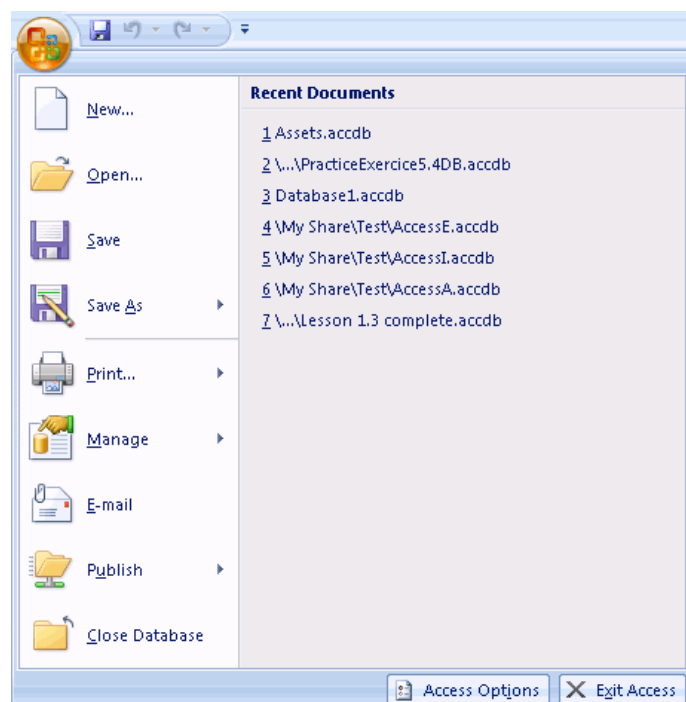 New...
Open...
Save
Save As
Print...
Manage
E-mail
Publish
Close Database
Recent Documents
1 Assets.accdb
2 \...\PracticeExercice5.4DB.accdb
3 Database1.accdb
4 \My Share\Test\AccessE.accdb
5 \My Share\Test\AccessI.accdb
6 \My Share\Test\AccessA.accdb
7 \...\Lesson 1.3 complete.accdb
Access Options
Exit Access